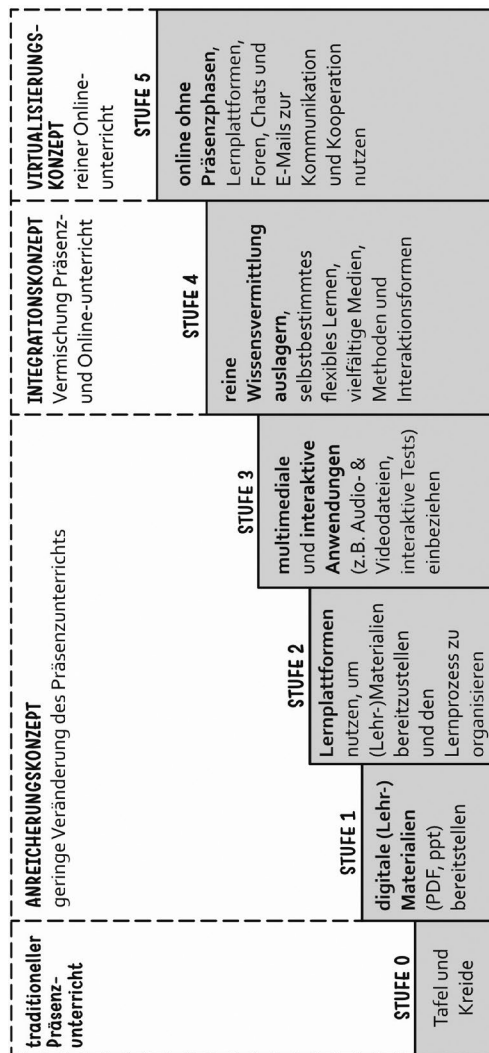 traditioneller
Präsenz-
unterricht
STUFE 0
Tafel und
Kreide
ANREICHERUNGSKONZEPT
geringe Veränderung des Präsenzunterrichts
STUFE 1
digitale (Lehr-)
Materialien
(PDF, ppt)
bereitstellen
STUFE 2
Lernplattformen
nutzen, um
(Lehr-)Materialien
bereitzustellen
und den
Lernprozess zu
organisieren
STUFE 3
multimediale
und interaktive
Anwendungen
(z.B. Audio- &
Videodateien,
interaktive Tests)
einbeziehen
INTEGRATIONSKONZEPT
Vermischung Präsenz-
und Online-unterricht
STUFE 4
reine
Wissensvermittlung
auslagern,
selbstbestimmtes
flexibles Lernen,
vielfältige Medien,
Methoden und
Interaktionsformen
VIRTUALISIERUNGS-
KONZEPT
reiner Online-
unterricht
STUFE 5
online ohne
Präsenzphasen,
Lernplattformen,
Foren, Chats und
E-Mails zur
Kommunikation
und Kooperation
nutzen